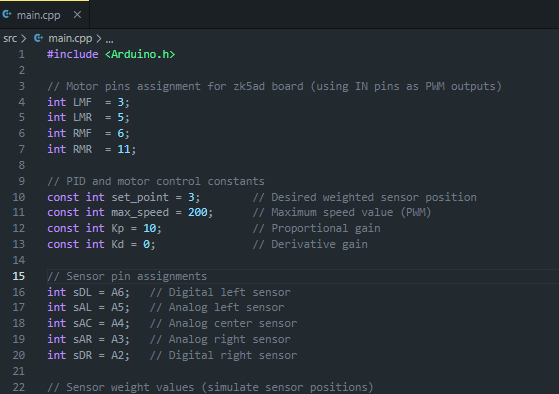 main.cpp ×
src > main.cpp > ...
1 #include <Arduino.h>
2
3 // Motor pins assignment for zk5ad board (using IN pins as PWM outputs)
4 int LMF  = 3;
5 int LMR  = 5;
6 int RMF  = 6;
7 int RMR  = 11;
8
9 // PID and motor control constants
10 const int set_point = 3;        // Desired weighted sensor position
11 const int max_speed = 200;      // Maximum speed value (PWM)
12 const int Kp = 10;              // Proportional gain
13 const int Kd = 0;               // Derivative gain
14
15 // Sensor pin assignments
16 int sDL = A6;   // Digital left sensor
17 int sAL = A5;   // Analog left sensor
18 int sAC = A4;   // Analog center sensor
19 int sAR = A3;   // Analog right sensor
20 int sDR = A2;   // Digital right sensor
21
22 // Sensor weight values (simulate sensor positions)